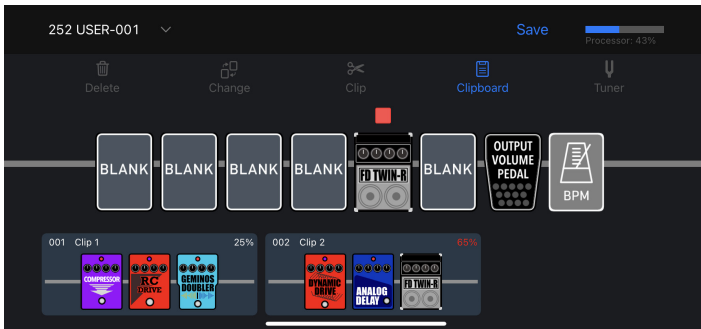 252 USER-001
Save
Processor: 43%
Delete
Change
Clip
Clipboard
Tuner
BLANK
BLANK
BLANK
BLANK
FD TWIN-R
BLANK
OUTPUT
VOLUME
PEDAL
BPM
001 Clip 1 25%
COMPRESSOR
RC
DRIVE
GEMINOS
DOUBLER
002 Clip 2 65%
DYNAMIC
DRIVE
ANALOG
DELAY
FD TWIN-R